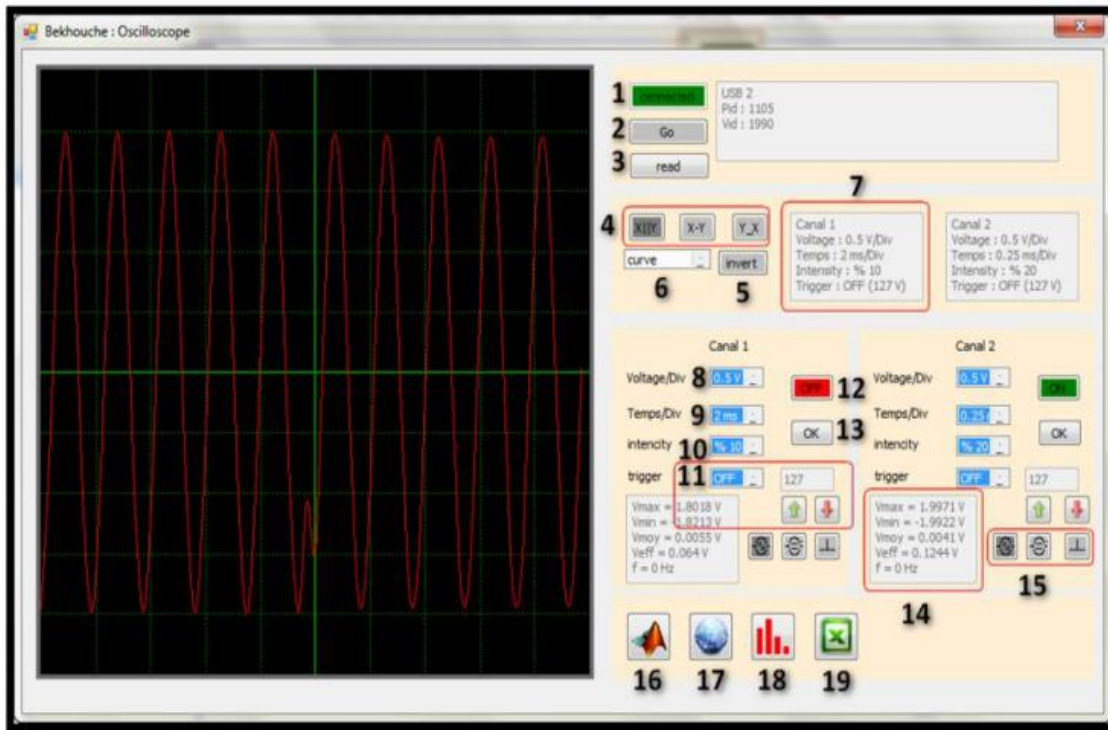 Bekhouche : Oscilloscope
1 connected
USB 2
Pid : 1105
Vid : 1990
2 Go
3 read
7
4 X||Y X-Y Y_X
curve invert
6 5
Canal 1
Voltage : 0.5 V/Div
Temps : 2 ms/Div
Intensity : % 10
Trigger : OFF (127 V)
Canal 2
Voltage : 0.5 V/Div
Temps : 0.25 ms/Div
Intensity : % 20
Trigger : OFF (127 V)
Canal 1
Voltage/Div 8 0.5 V OFF 12
Temps/Div 9 2 ms OK 13
intencity 10 % 10
trigger 11 OFF 127
Vmax = 1.8018 V
Vmin = -1.8213 V
Vmoy = 0.0055 V
Veff = 0.064 V
f = 0 Hz
Canal 2
Voltage/Div 0.5 V ON
Temps/Div 0.25 OK
intencity % 20
trigger OFF 127
Vmax = 1.9971 V
Vmin = -1.9922 V
Vmoy = 0.0041 V
Veff = 0.1244 V
f = 0 Hz
14 15
16 17 18 19